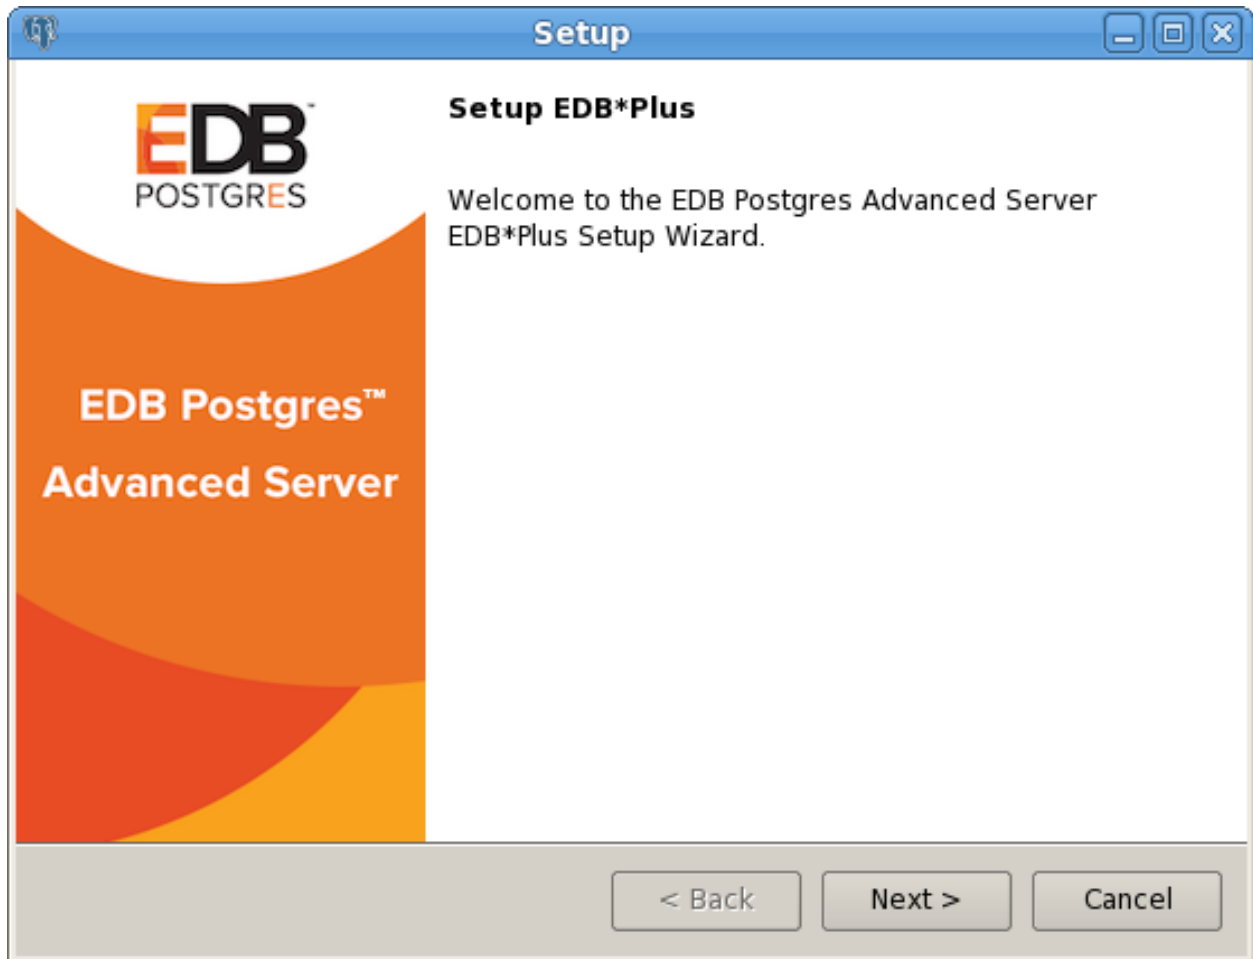 Setup
EDB™
POSTGRES
Setup EDB*Plus
Welcome to the EDB Postgres Advanced Server
EDB*Plus Setup Wizard.
EDB Postgres™
Advanced Server
< Back
Next >
Cancel